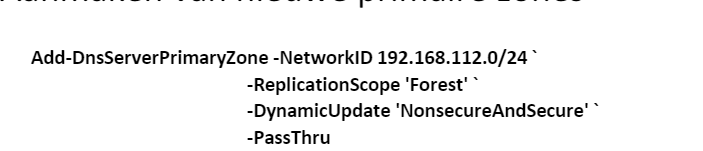 Add-DnsServerPrimaryZone -NetworkID 192.168.112.0/24 `
-ReplicationScope 'Forest' `
-DynamicUpdate 'NonsecureAndSecure' `
-PassThru